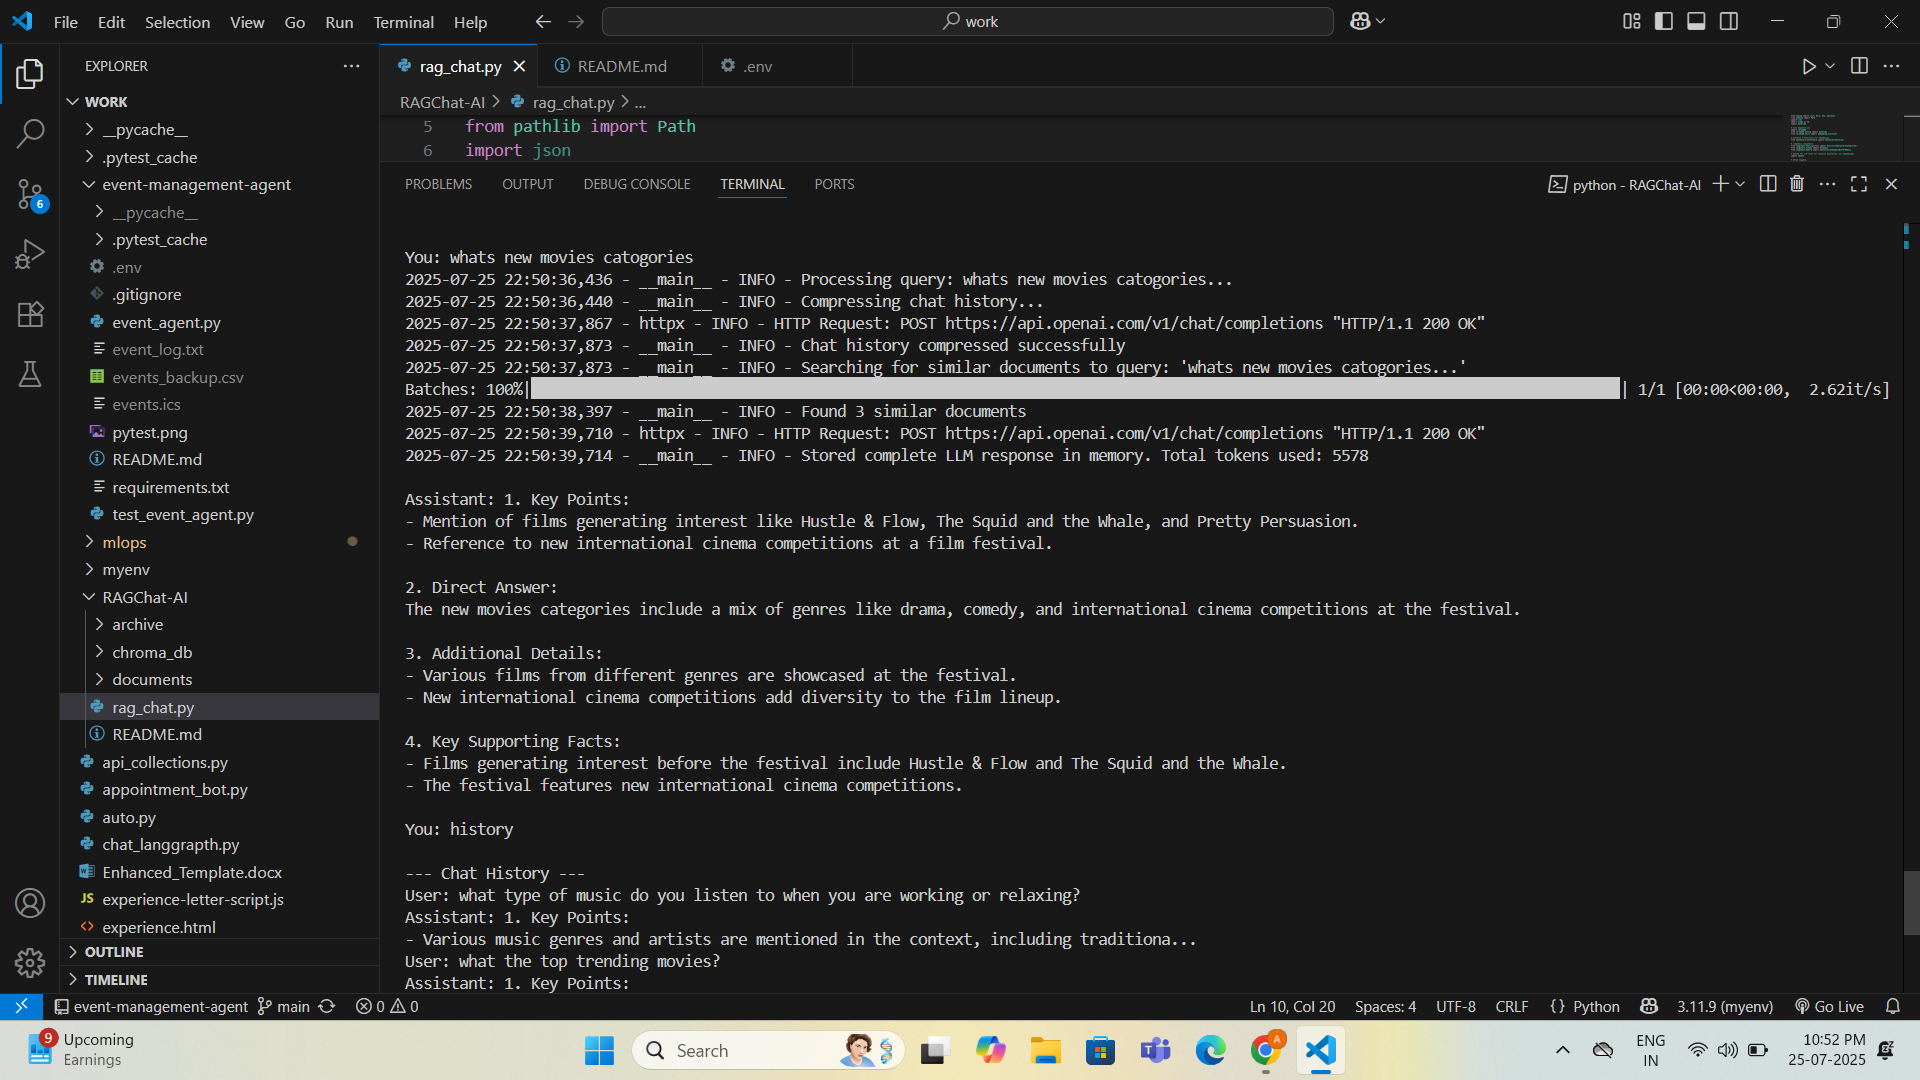 File Edit Selection View Go Run Terminal Help
work
EXPLORER
WORK
__pycache__
.pytest_cache
event-management-agent
__pycache__
.pytest_cache
.env
.gitignore
event_agent.py
event_log.txt
events_backup.csv
events.ics
pytest.png
README.md
requirements.txt
test_event_agent.py
mlops
myenv
RAGChat-AI
archive
chroma_db
documents
rag_chat.py
README.md
api_collections.py
appointment_bot.py
auto.py
chat_langgrapth.py
Enhanced_Template.docx
JS experience-letter-script.js
experience.html
OUTLINE
TIMELINE
6
rag_chat.py
README.md
.env
RAGChat-AI > rag_chat.py > ...
5 from pathlib import Path
6 import json
PROBLEMS OUTPUT DEBUG CONSOLE TERMINAL PORTS
python - RAGChat-AI
You: whats new movies catogories
2025-07-25 22:50:36,436 - __main__ - INFO - Processing query: whats new movies catogories...
2025-07-25 22:50:36,440 - __main__ - INFO - Compressing chat history...
2025-07-25 22:50:37,867 - httpx - INFO - HTTP Request: POST https://api.openai.com/v1/chat/completions "HTTP/1.1 200 OK"
2025-07-25 22:50:37,873 - __main__ - INFO - Chat history compressed successfully
2025-07-25 22:50:37,873 - __main__ - INFO - Searching for similar documents to query: 'whats new movies catogories...'
Batches: 100%| | 1/1 [00:00<00:00, 2.62it/s]
2025-07-25 22:50:38,397 - __main__ - INFO - Found 3 similar documents
2025-07-25 22:50:39,710 - httpx - INFO - HTTP Request: POST https://api.openai.com/v1/chat/completions "HTTP/1.1 200 OK"
2025-07-25 22:50:39,714 - __main__ - INFO - Stored complete LLM response in memory. Total tokens used: 5578
Assistant: 1. Key Points:
- Mention of films generating interest like Hustle & Flow, The Squid and the Whale, and Pretty Persuasion.
- Reference to new international cinema competitions at a film festival.
2. Direct Answer:
The new movies categories include a mix of genres like drama, comedy, and international cinema competitions at the festival.
3. Additional Details:
- Various films from different genres are showcased at the festival.
- New international cinema competitions add diversity to the film lineup.
4. Key Supporting Facts:
- Films generating interest before the festival include Hustle & Flow and The Squid and the Whale.
- The festival features new international cinema competitions.
You: history
--- Chat History ---
User: what type of music do you listen to when you are working or relaxing?
Assistant: 1. Key Points:
- Various music genres and artists are mentioned in the context, including traditiona...
User: what the top trending movies?
Assistant: 1. Key Points:
event-management-agent main 0 0
Ln 10, Col 20 Spaces: 4 UTF-8 CRLF {} Python 3.11.9 (myenv) Go Live
9
Upcoming
Earnings
Search
A
ENG
IN
10:52 PM
25-07-2025